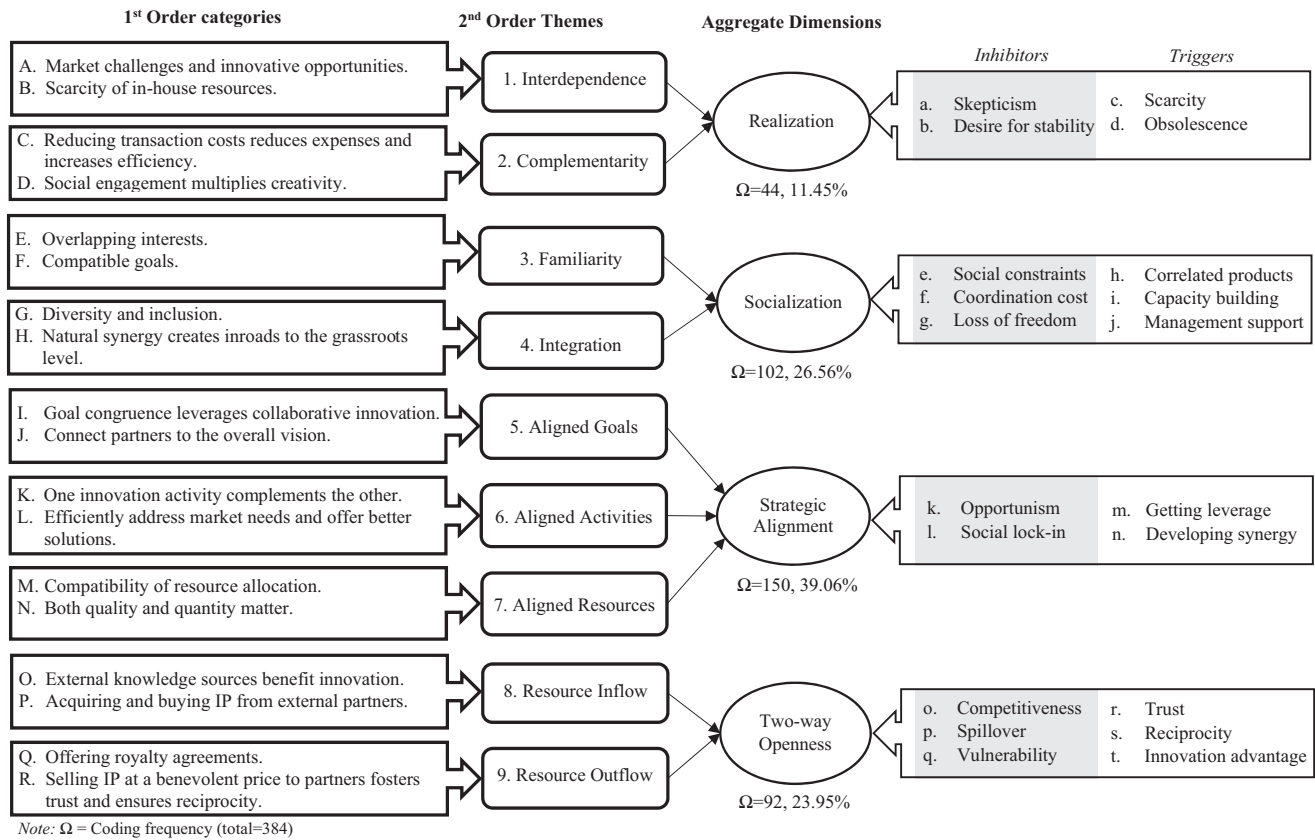 1st Order categories
2nd Order Themes
Aggregate Dimensions
Inhibitors
Triggers
A. Market challenges and innovative opportunities.
B. Scarcity of in-house resources.
1. Interdependence
C. Reducing transaction costs reduces expenses and
increases efficiency.
D. Social engagement multiplies creativity.
2. Complementarity
Realization
Ω=44, 11.45%
a. Skepticism
b. Desire for stability
c. Scarcity
d. Obsolescence
E. Overlapping interests.
F. Compatible goals.
3. Familiarity
G. Diversity and inclusion.
H. Natural synergy creates inroads to the grassroots
level.
4. Integration
Socialization
Ω=102, 26.56%
e. Social constraints
f. Coordination cost
g. Loss of freedom
h. Correlated products
i. Capacity building
j. Management support
I. Goal congruence leverages collaborative innovation.
J. Connect partners to the overall vision.
5. Aligned Goals
K. One innovation activity complements the other.
L. Efficiently address market needs and offer better
solutions.
6. Aligned Activities
M. Compatibility of resource allocation.
N. Both quality and quantity matter.
7. Aligned Resources
Strategic
Alignment
Ω=150, 39.06%
k. Opportunism
l. Social lock-in
m. Getting leverage
n. Developing synergy
O. External knowledge sources benefit innovation.
P. Acquiring and buying IP from external partners.
8. Resource Inflow
Q. Offering royalty agreements.
R. Selling IP at a benevolent price to partners fosters
trust and ensures reciprocity.
9. Resource Outflow
Two-way
Openness
Ω=92, 23.95%
o. Competitiveness
p. Spillover
q. Vulnerability
r. Trust
s. Reciprocity
t. Innovation advantage
Note: Ω = Coding frequency (total=384)